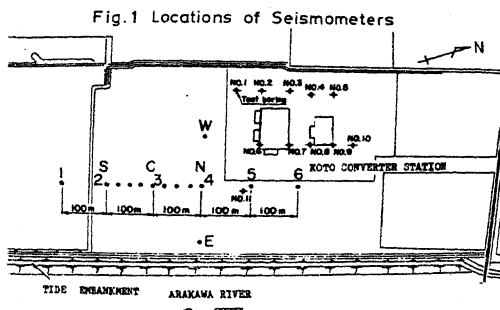 Fig.1 Locations of Seismometers
N
NO.1 NO.2 NO.3 NO.4 NO.5
Test boring
W
NO.6 NO.7 NO.8 NO.9 NO.10
KOTO CONVERTER STATION
S C N
1 2 3 4 5 6
NO.11
100m 100m 100m 100m 100m
E
TIDE EMBANKMENT ARAKAWA RIVER